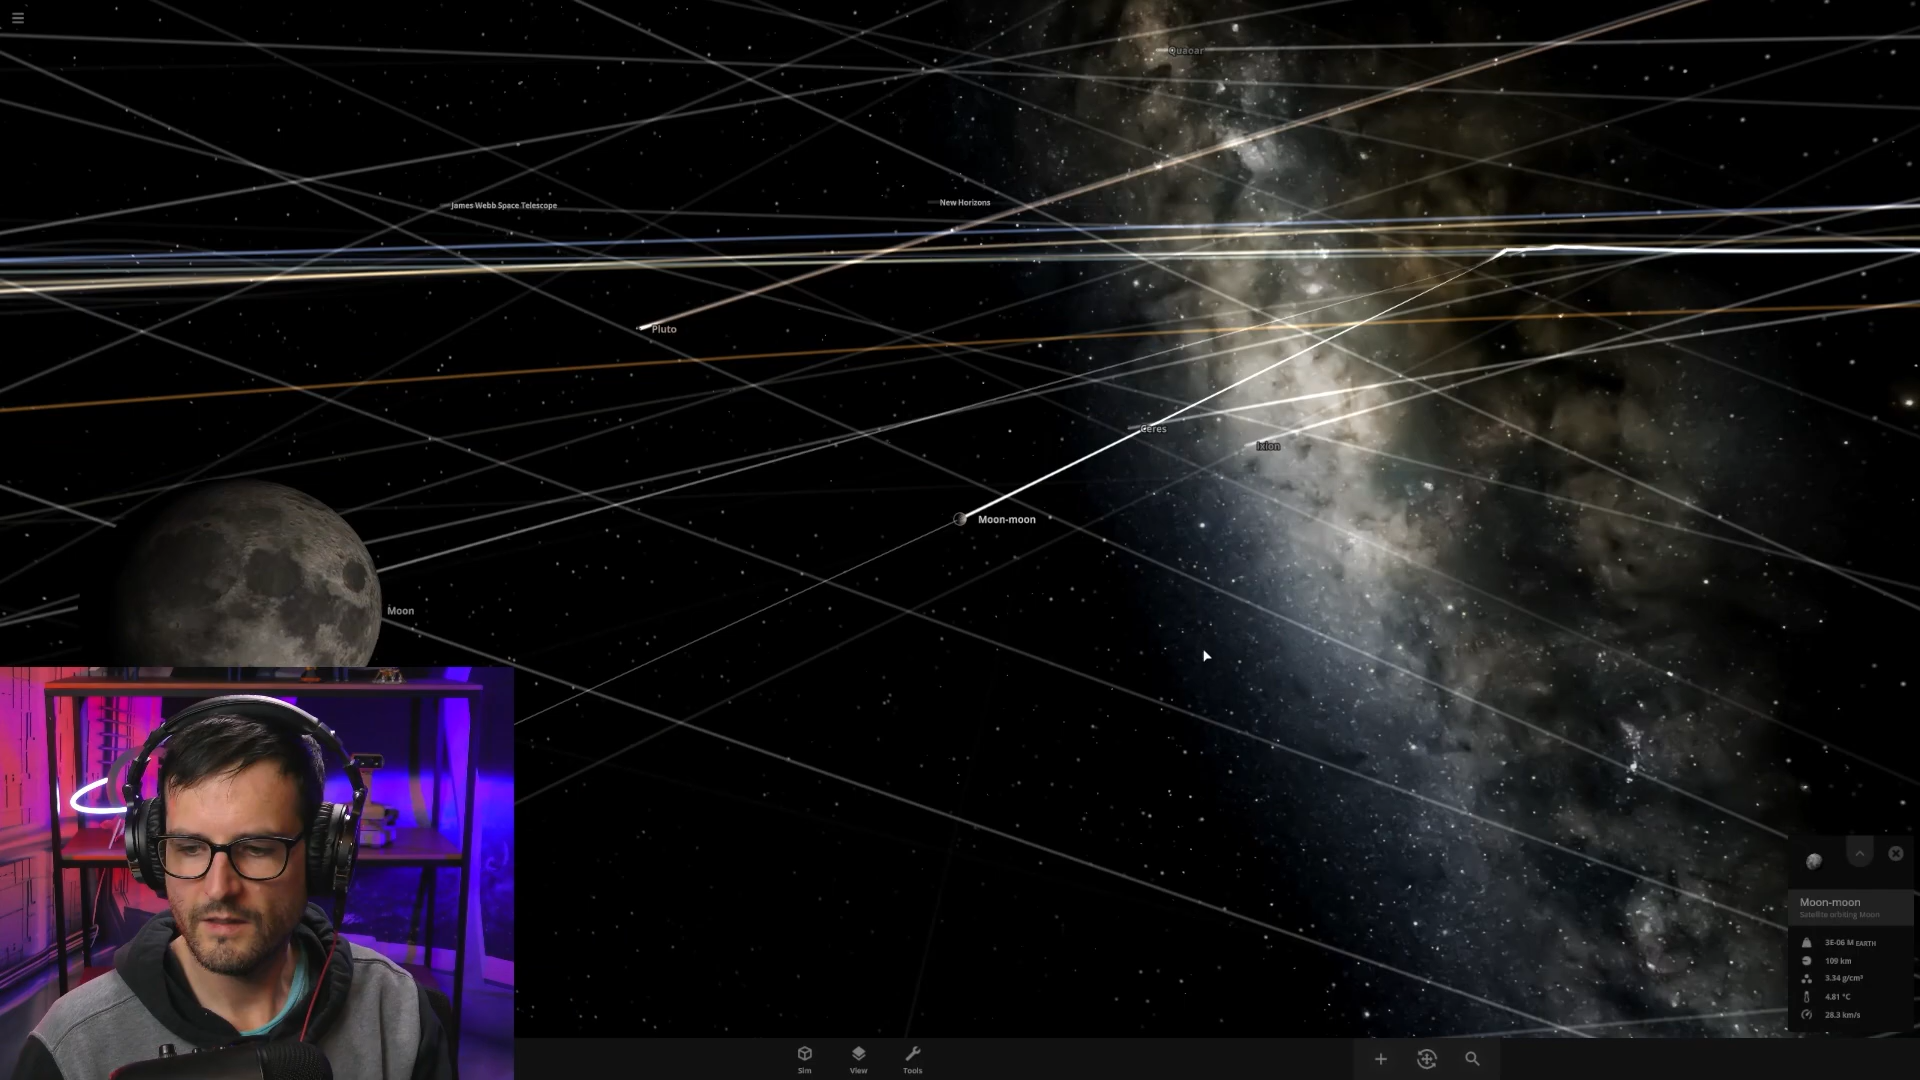 Quaoar
James Webb Space Telescope
New Horizons
Pluto
Ceres
Ixion
Moon-moon
Moon
Moon-moon
Satellite orbiting Moon
3E-06 M EARTH
109 km
3.34 g/cm³
4.81 °C
28.3 km/s
Sim
View
Tools